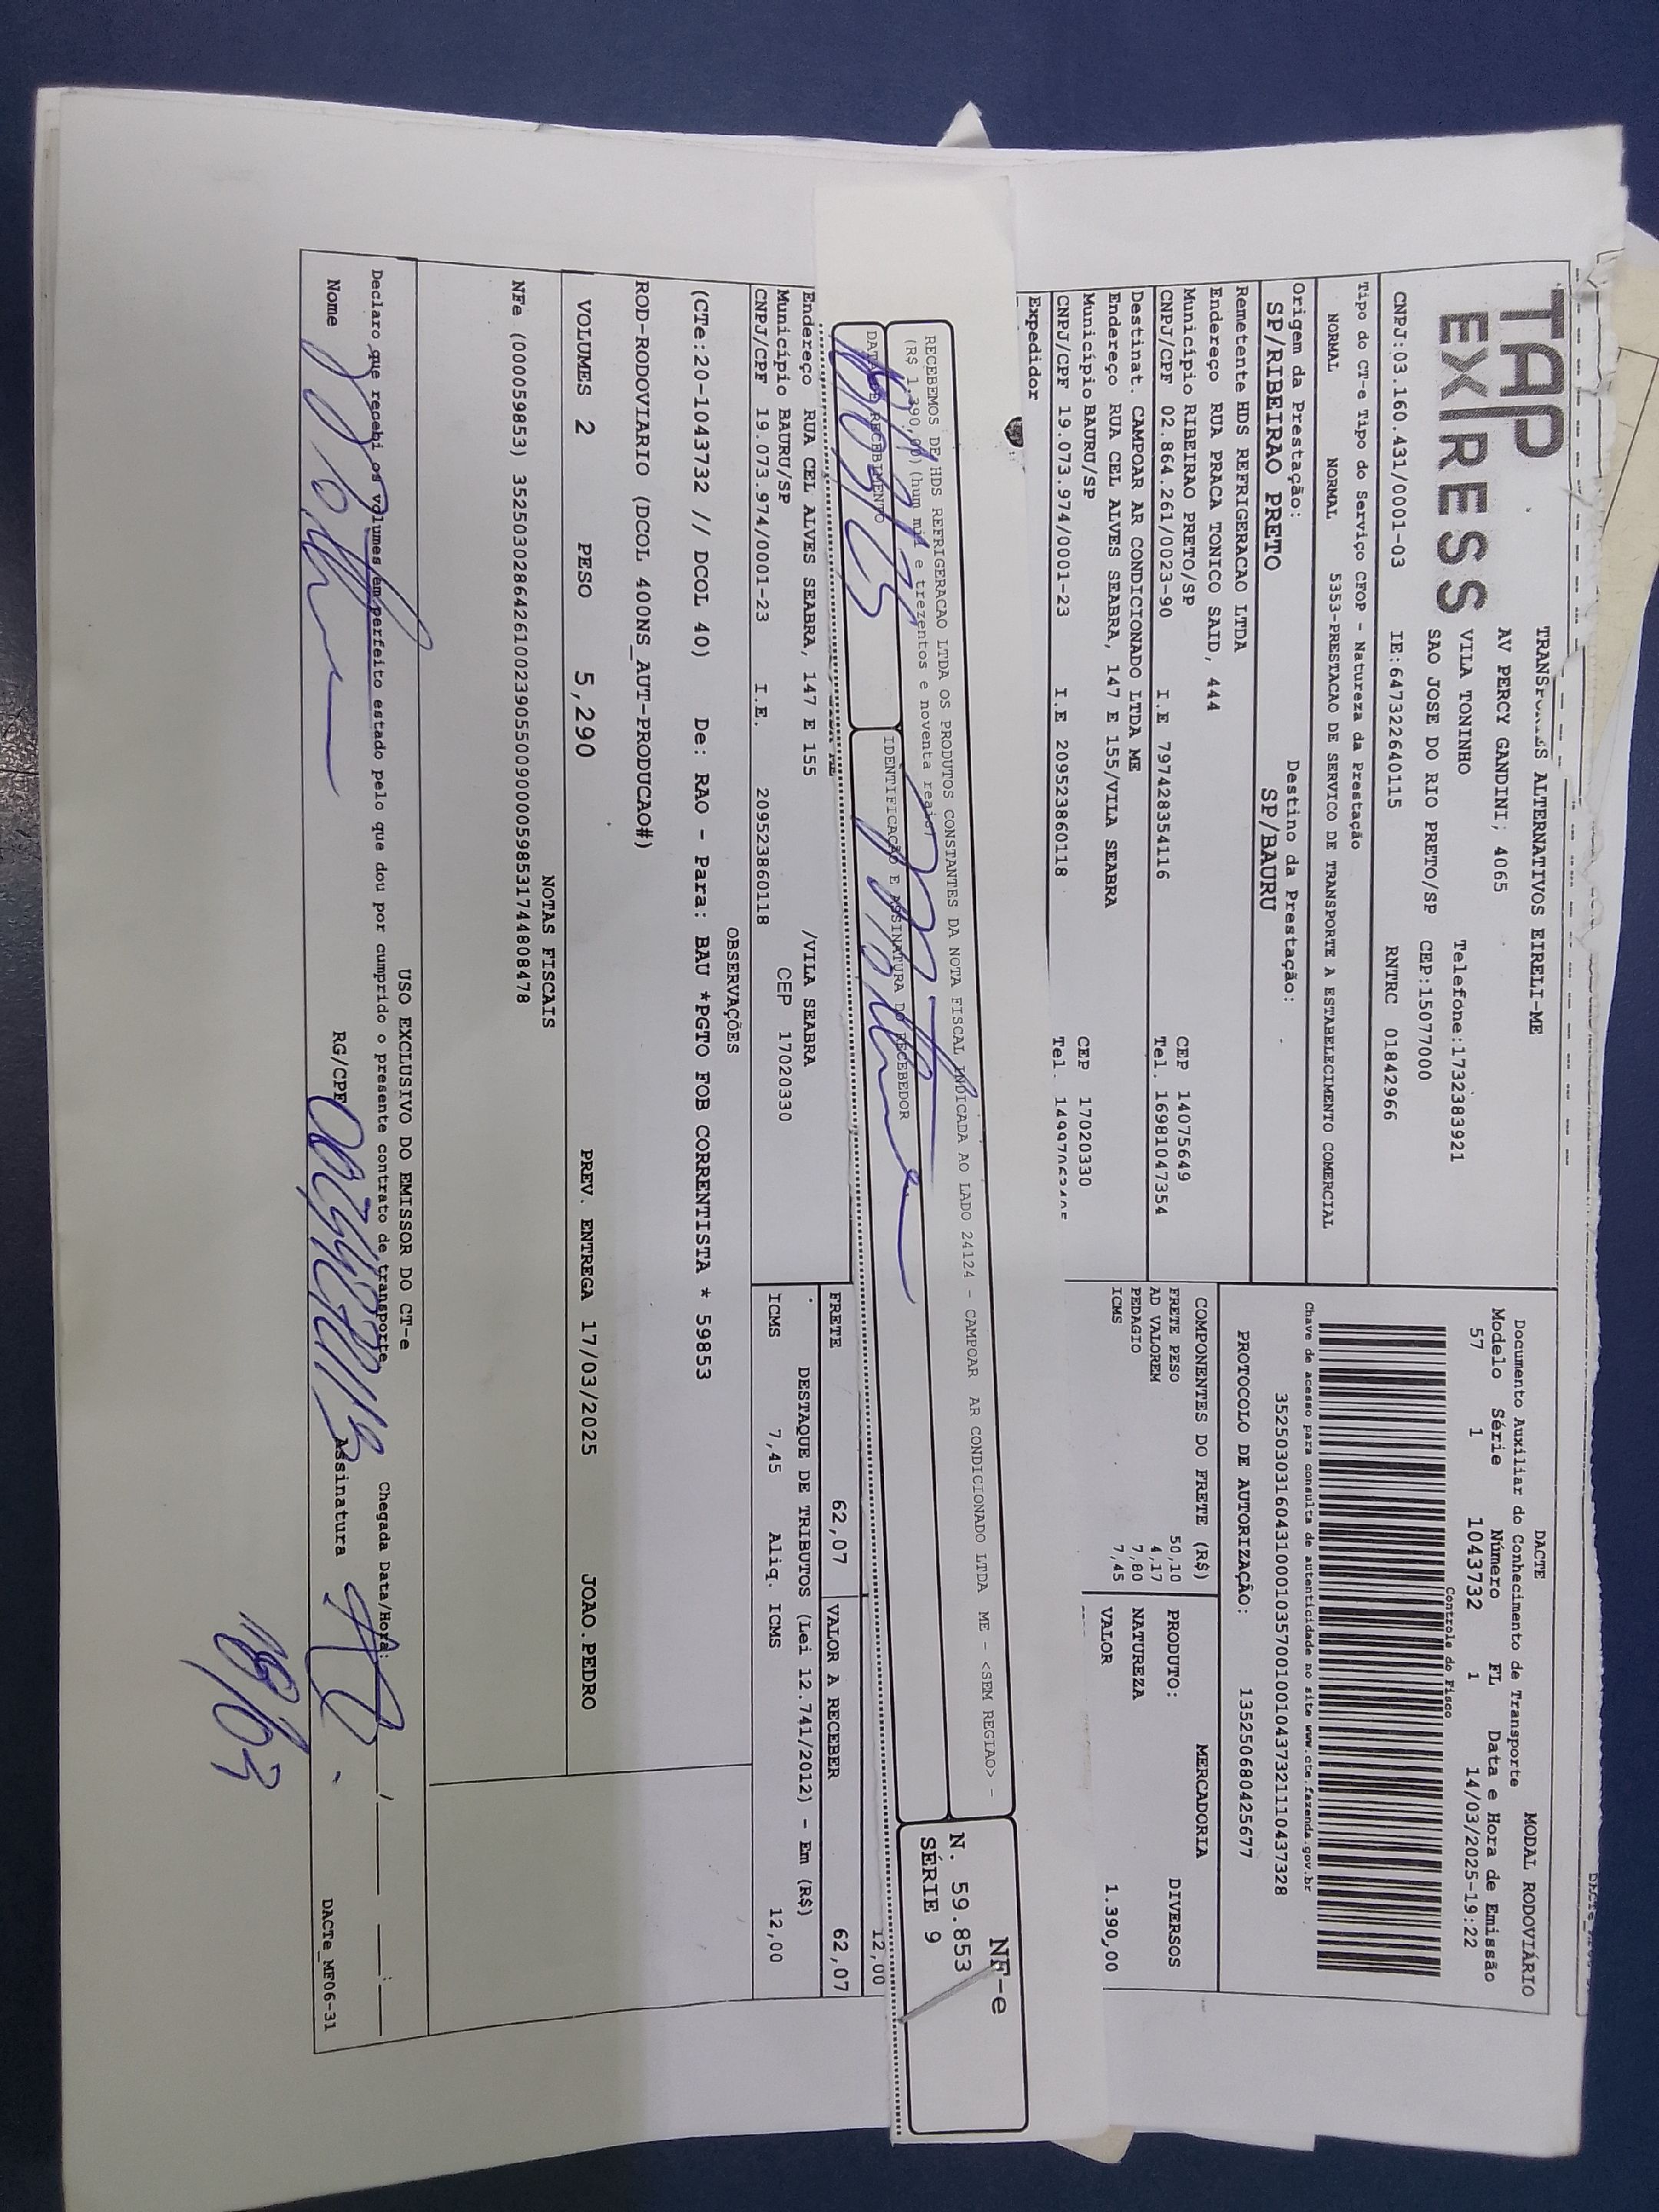 TAP
EXPRESS
ALTERNATIVOS EIRELI-ME
AV PERCY GANDINI, 4065
VILA TONINHO Telefone:1732383921
SAO JOSE DO RIO PRETO/SP CEP:15077000
CNPJ:03.160.431/0001-03 IE:647322640115 RNTRC 01842966
DACTE MODAL RODOVIÁRIO
Documento Auxiliar do Conhecimento de Transporte
Modelo Série Número FL Data e Hora de Emissão
57 1 1043732 1 14/03/2025-19:22
Controle do Fisco
Tipo do CT-e Tipo do Serviço CFOP - Natureza da Prestação
NORMAL NORMAL 5353-PRESTACAO DE SERVICO DE TRANSPORTE A ESTABELECIMENTO COMERCIAL
Chave de acesso para consulta de autenticidade no site www.cte.fazenda.gov.br
35250303160431000103570010010437321110437328
Origem da Prestação: Destino da Prestação:
SP/RIBEIRAO PRETO SP/BAURU
PROTOCOLO DE AUTORIZAÇÃO: 135250680425677
Remetente HDS REFRIGERACAO LTDA
Endereço RUA PRACA TONICO SAID, 444
Município RIBEIRAO PRETO/SP CEP 14075649
CNPJ/CPF 02.864.261/0023-90 I.E 797428354116 Tel. 16981047354
Destinat. CAMPOAR AR CONDICIONADO LTDA ME
Endereço RUA CEL ALVES SEABRA, 147 E 155/VILA SEABRA
Município BAURU/SP CEP 17020330
CNPJ/CPF 19.073.974/0001-23 I.E 209523860118 Tel.
Expedidor
COMPONENTES DO FRETE (R$)
FRETE PESO 50,10
AD VALOREM 4,17
PEDAGIO 7,80
ICMS 7,45
MERCADORIA
PRODUTO: DIVERSOS
NATUREZA
VALOR 1.390,00
RECEBEMOS DE HDS REFRIGERACAO LTDA OS PRODUTOS CONSTANTES DA NOTA FISCAL INDICADA AO LADO 24124 - CAMPOAR AR CONDICIONADO LTDA ME - <SEM REGIAO> -
(R$ 1.390,00) (hum mil e trezentos e noventa reais)
DATA DE RECEBIMENTO IDENTIFICAÇÃO E ASSINATURA DO RECEBEDOR
NF-e
N. 59.853
SÉRIE 9
12,00
Endereço RUA CEL ALVES SEABRA, 147 E 155 /VILA SEABRA
Município BAURU/SP CEP 17020330
CNPJ/CPF 19.073.974/0001-23 I.E. 209523860118
FRETE 62,07 VALOR A RECEBER 62,07
DESTAQUE DE TRIBUTOS (Lei 12.741/2012) - Em (R$)
ICMS 7,45 Aliq. ICMS 12,00
OBSERVAÇÕES
(CTe:20-1043732 // DCOL 40) De: RAO - Para: BAU *PGTO FOB CORRENTISTA * 59853
ROD-RODOVIARIO (DCOL 400NS_AUT-PRODUCAO#)
VOLUMES 2 PESO 5,290 PREV. ENTREGA 17/03/2025 JOAO.PEDRO
NOTAS FISCAIS
NFe (000059853) 35250302864261002390550090000598531744808478
USO EXCLUSIVO DO EMISSOR DO CT-e
Declaro que recebi os volumes em perfeito estado pelo que dou por cumprido o presente contrato de transporte. Chegada Data/Hora:
Nome RG/CPF Assinatura
DACTe_MF06-31
18/03